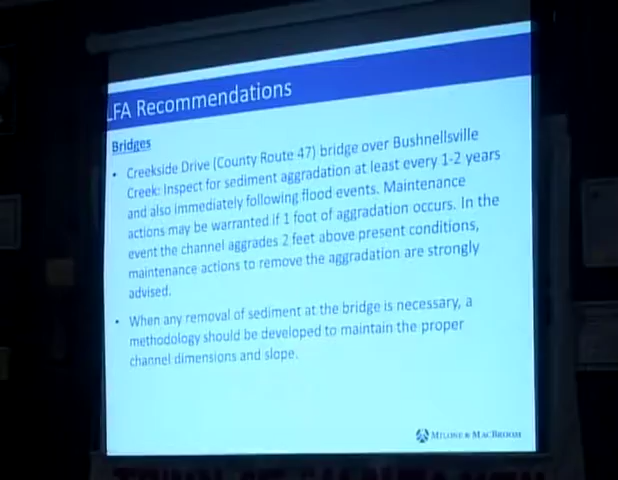 LFA Recommendations
Bridges
• Creekside Drive (County Route 47) bridge over Bushnellsville
Creek: Inspect for sediment aggradation at least every 1-2 years
and also immediately following flood events. Maintenance
actions may be warranted if 1 foot of aggradation occurs. In the
event the channel aggrades 2 feet above present conditions,
maintenance actions to remove the aggradation are strongly
advised.
• When any removal of sediment at the bridge is necessary, a
methodology should be developed to maintain the proper
channel dimensions and slope.
MILONE & MACBROOM